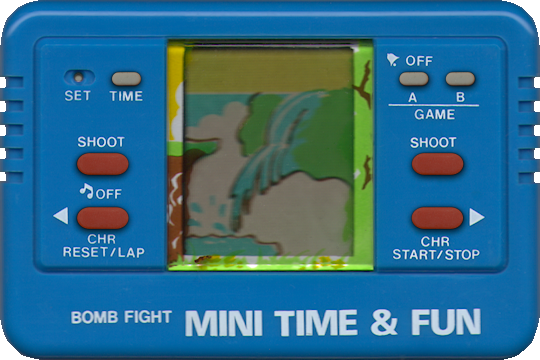 SET TIME
OFF
A B
GAME
SHOOT SHOOT
OFF
CHR
RESET/LAP
CHR
START/STOP
BOMB FIGHT MINI TIME & FUN